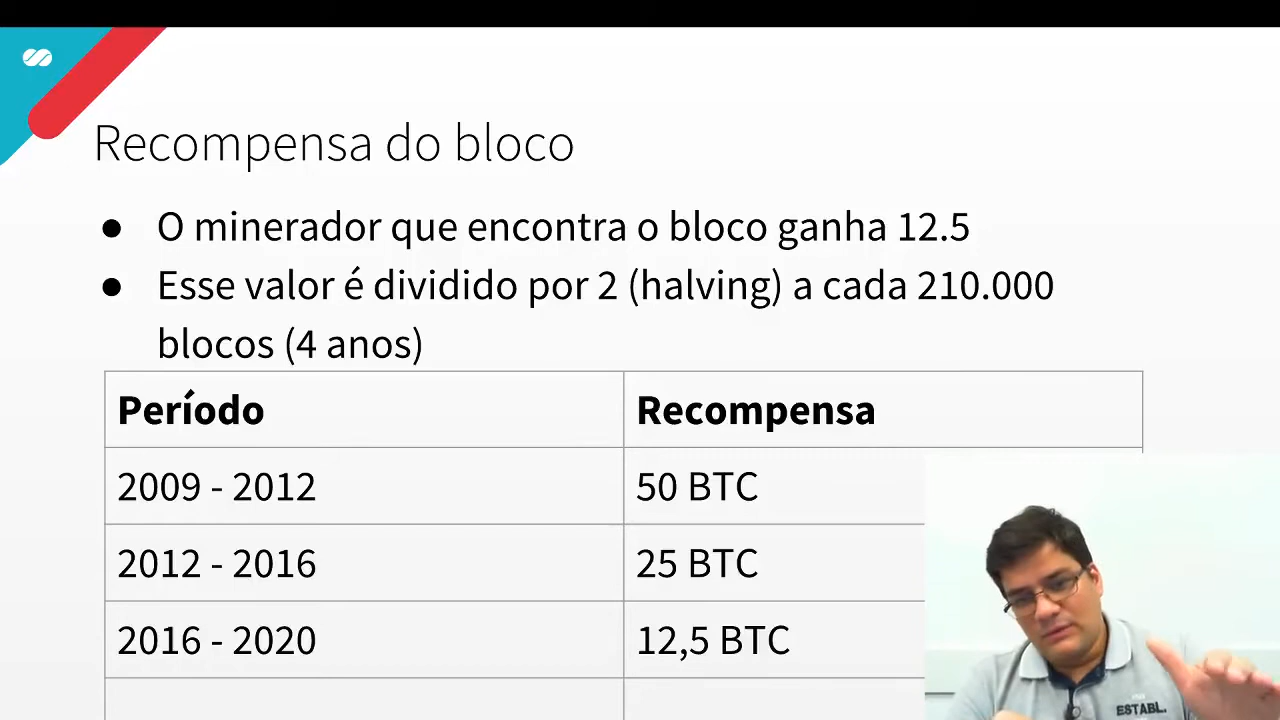 Recompensa do bloco
● O minerador que encontra o bloco ganha 12.5
● Esse valor é dividido por 2 (halving) a cada 210.000
blocos (4 anos)
Período Recompensa
2009 - 2012 50 BTC
2012 - 2016 25 BTC
2016 - 2020 12,5 BTC
ESTABL.